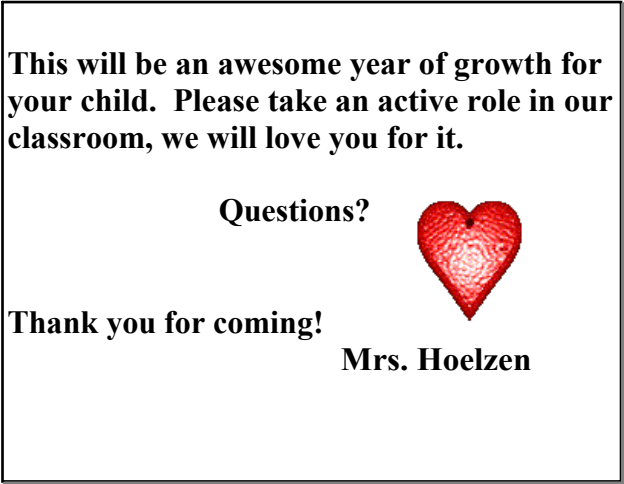 This will be an awesome year of growth for
your child.  Please take an active role in our
classroom, we will love you for it.
Questions?
Thank you for coming!
Mrs. Hoelzen